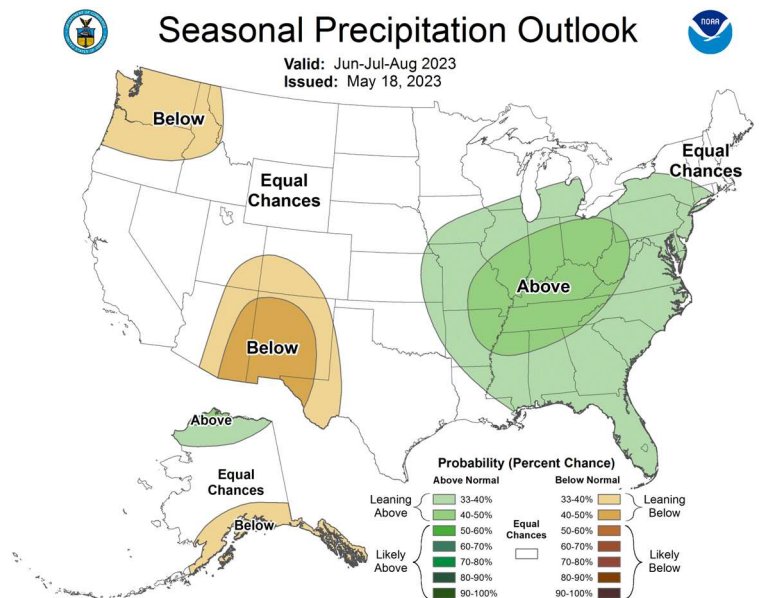 Seasonal Precipitation Outlook
NOAA
Valid: Jun-Jul-Aug 2023
Issued: May 18, 2023
Below
Equal
Chances
Equal
Chances
Above
Below
Above
Equal
Chances
Below
Probability (Percent Chance)
Above Normal
Below Normal
Leaning
Above
33-40%
40-50%
50-60%
60-70%
70-80%
80-90%
90-100%
Likely
Above
Equal
Chances
33-40%
40-50%
50-60%
60-70%
70-80%
80-90%
90-100%
Leaning
Below
Likely
Below